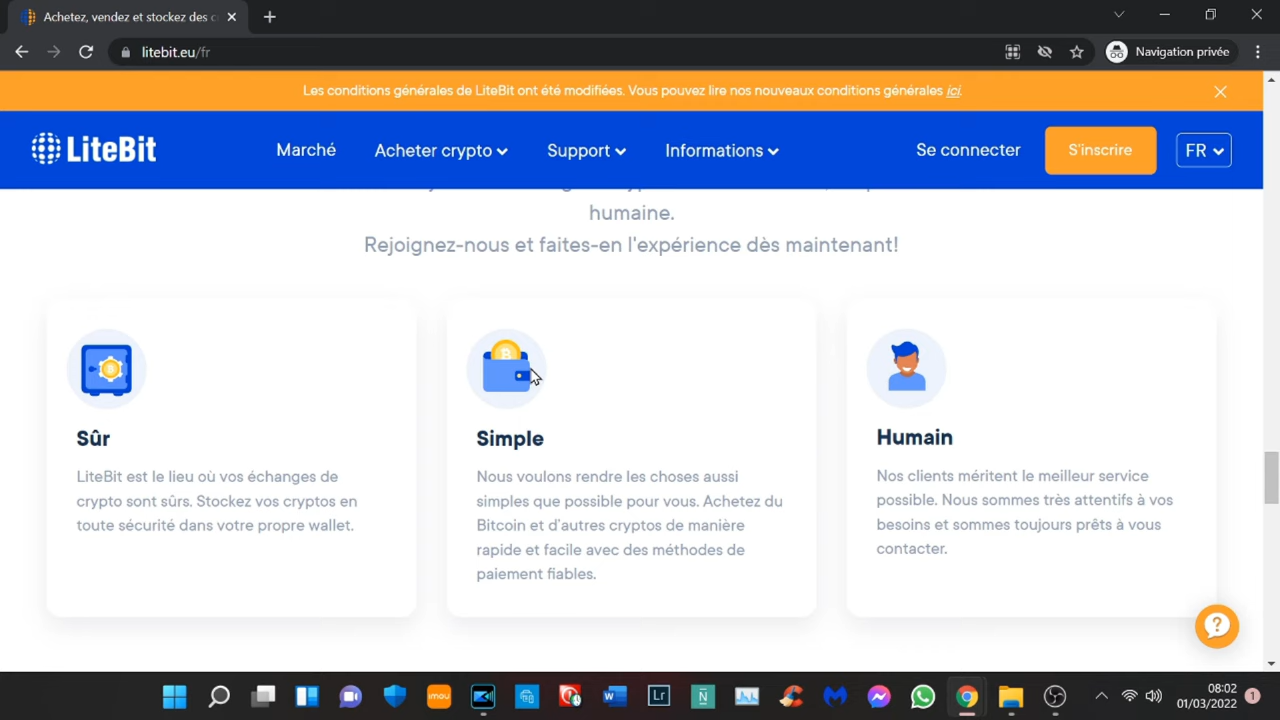 Achetez, vendez et stockez des c
litebit.eu/fr
Navigation privée
Les conditions générales de LiteBit ont été modifiées. Vous pouvez lire nos nouveaux conditions générales ici.
LiteBit
Marché
Acheter crypto
Support
Informations
Se connecter
S'inscrire
FR
humaine.
Rejoignez-nous et faites-en l'expérience dès maintenant!
Sûr
LiteBit est le lieu où vos échanges de
crypto sont sûrs. Stockez vos cryptos en
toute sécurité dans votre propre wallet.
Simple
Nous voulons rendre les choses aussi
simples que possible pour vous. Achetez du
Bitcoin et d'autres cryptos de manière
rapide et facile avec des méthodes de
paiement fiables.
Humain
Nos clients méritent le meilleur service
possible. Nous sommes très attentifs à vos
besoins et sommes toujours prêts à vous
contacter.
imou
W
Lr
08:02
01/03/2022
1